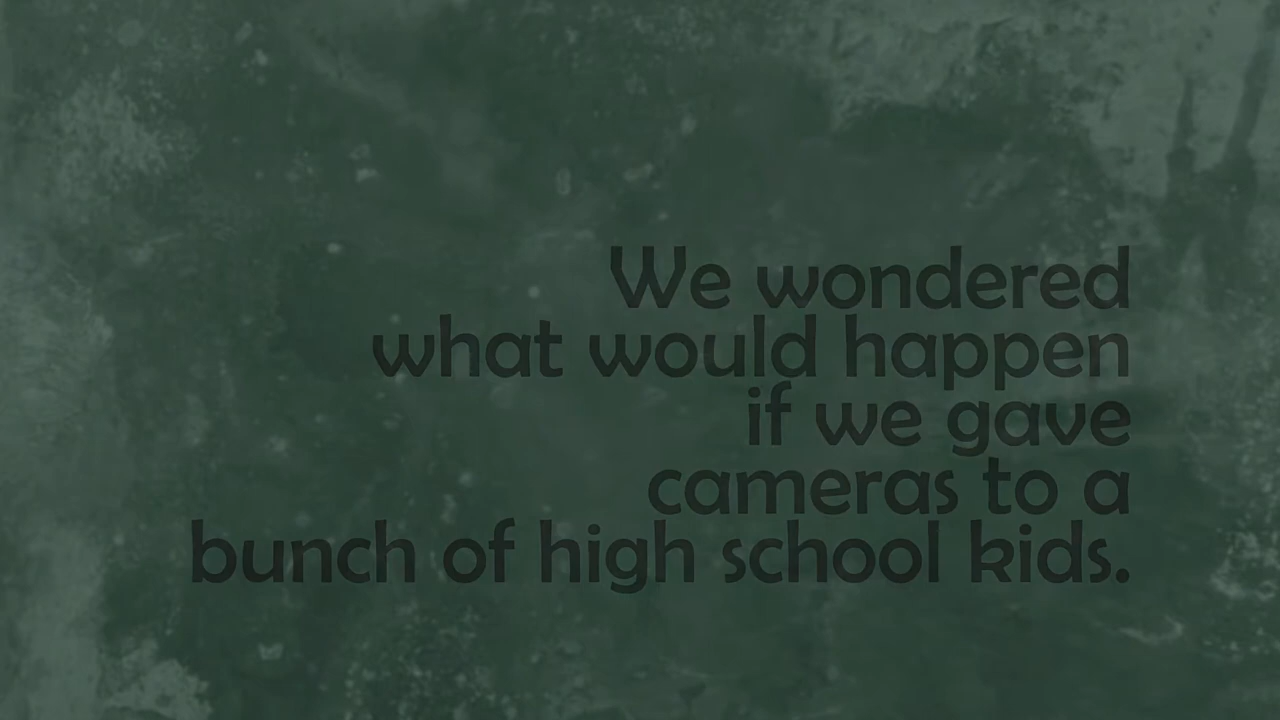 We wondered
what would happen
if we gave
cameras to a
bunch of high school kids.